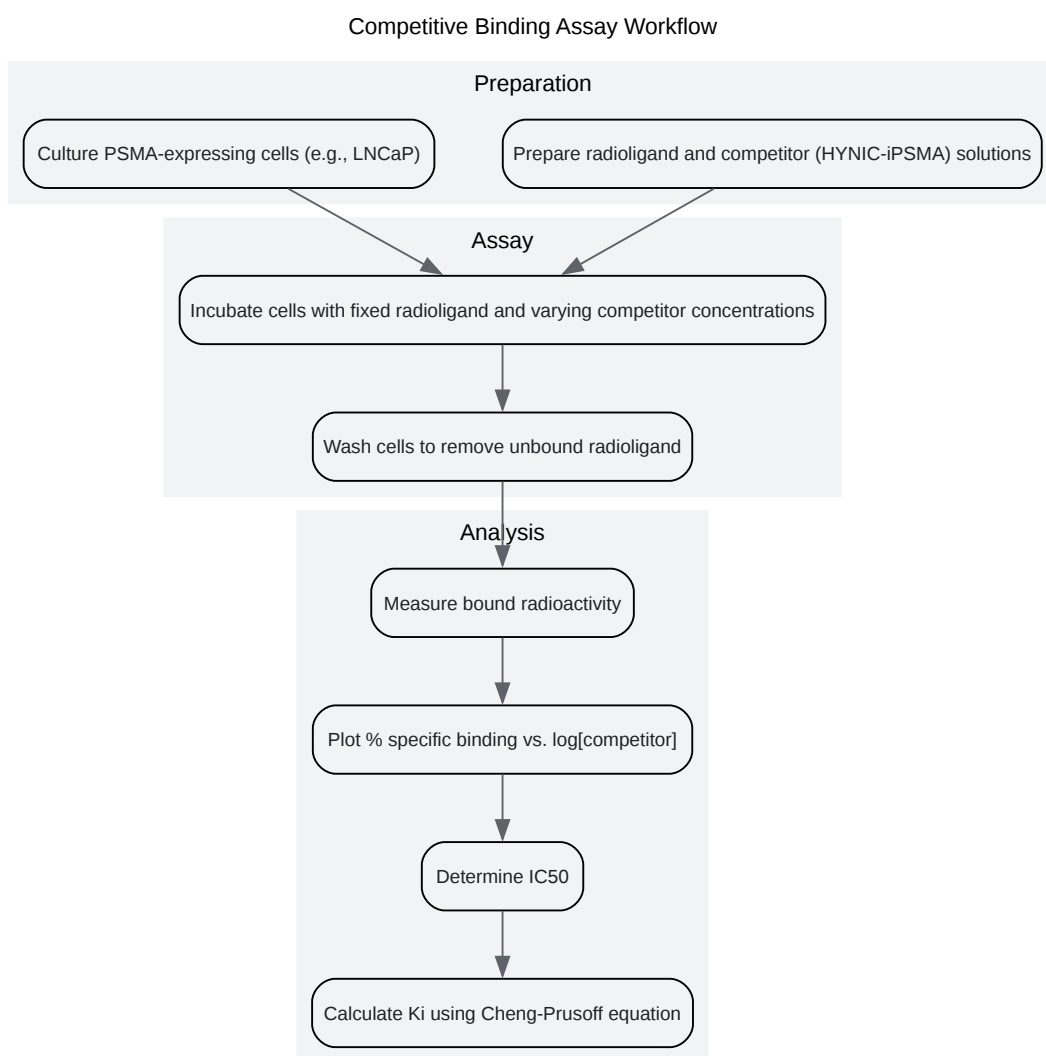 Competitive Binding Assay Workflow
Preparation
Culture PSMA-expressing cells (e.g., LNCaP)
Prepare radioligand and competitor (HYNIC-iPSMA) solutions
Assay
Incubate cells with fixed radioligand and varying competitor concentrations
Wash cells to remove unbound radioligand
Analysis
Measure bound radioactivity
Plot % specific binding vs. log[competitor]
Determine IC50
Calculate Ki using Cheng-Prusoff equation